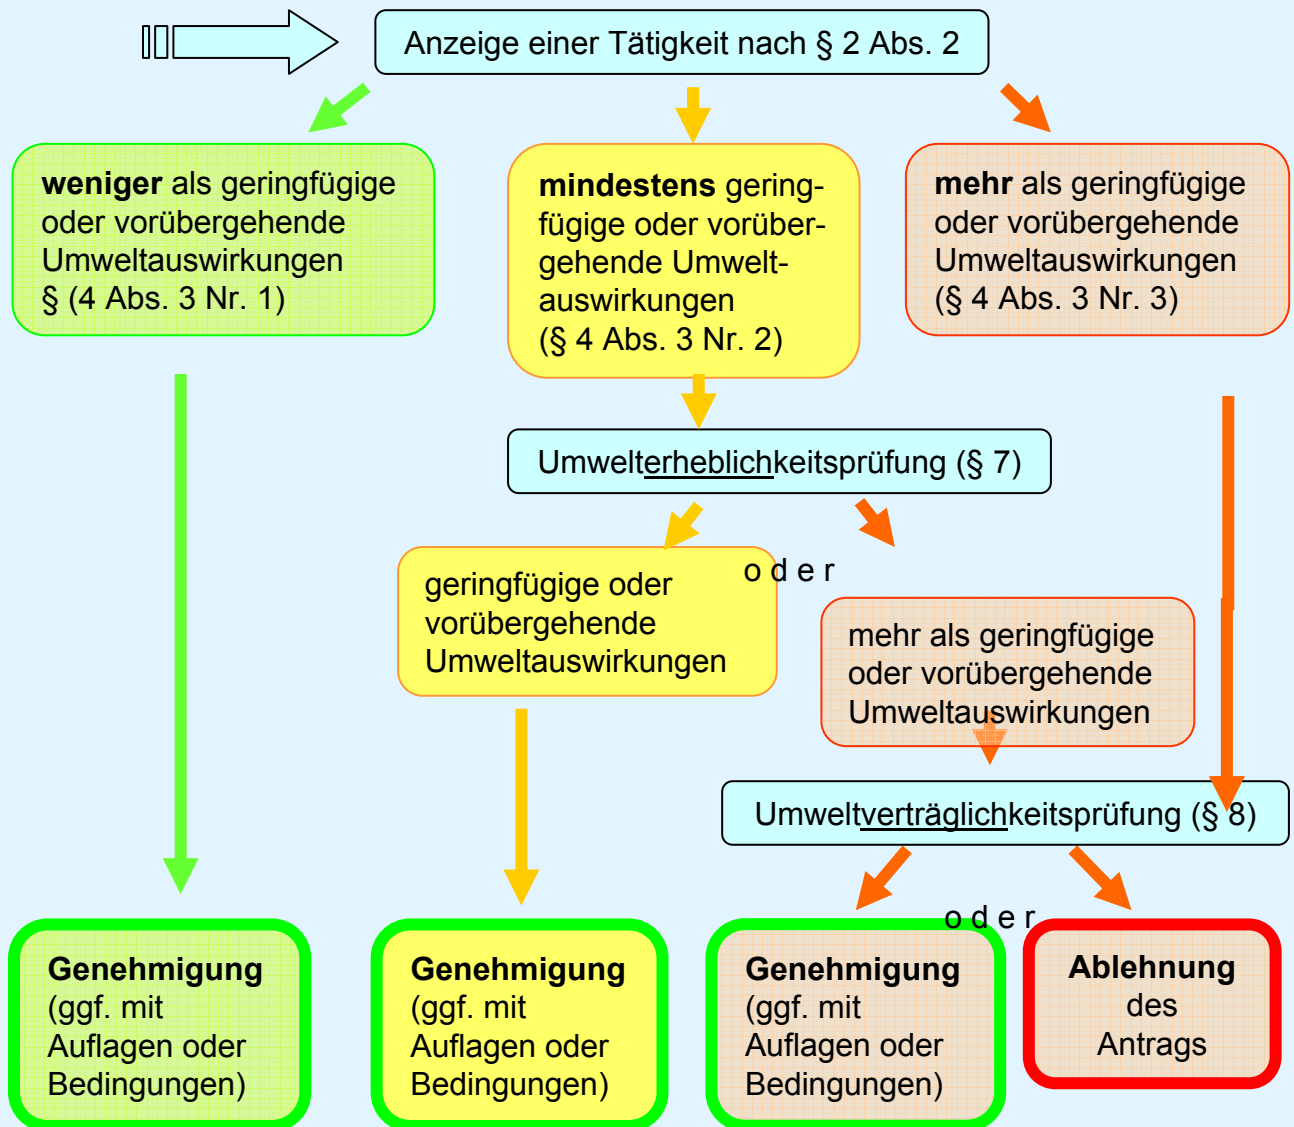 Anzeige einer Tätigkeit nach § 2 Abs. 2
weniger als geringfügige
oder vorübergehende
Umweltauswirkungen
§ (4 Abs. 3 Nr. 1)
mindestens gering-
fügige oder vorüber-
gehende Umwelt-
auswirkungen
(§ 4 Abs. 3 Nr. 2)
mehr als geringfügige
oder vorübergehende
Umweltauswirkungen
(§ 4 Abs. 3 Nr. 3)
Umwelterheblichkeitsprüfung (§ 7)
geringfügige oder
vorübergehende
Umweltauswirkungen
o d e r
mehr als geringfügige
oder vorübergehende
Umweltauswirkungen
Umweltverträglichkeitsprüfung (§ 8)
Genehmigung
(ggf. mit
Auflagen oder
Bedingungen)
Genehmigung
(ggf. mit
Auflagen oder
Bedingungen)
Genehmigung
(ggf. mit
Auflagen oder
Bedingungen)
o d e r
Ablehnung
des
Antrags